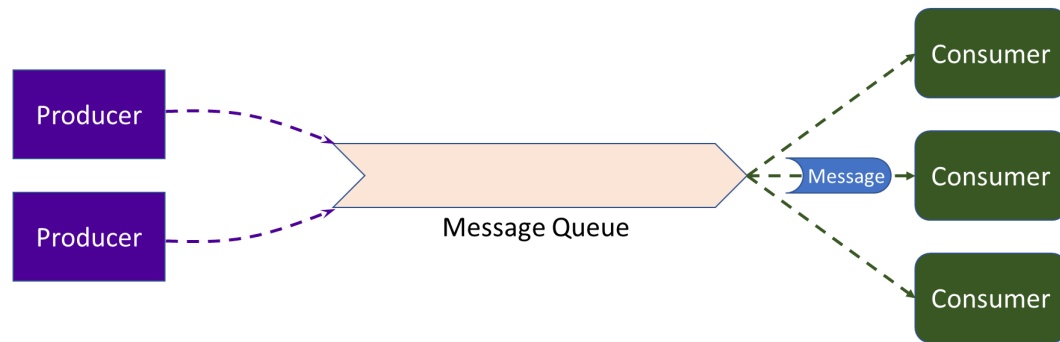 Producer
Producer
Message Queue
Message
Consumer
Consumer
Consumer